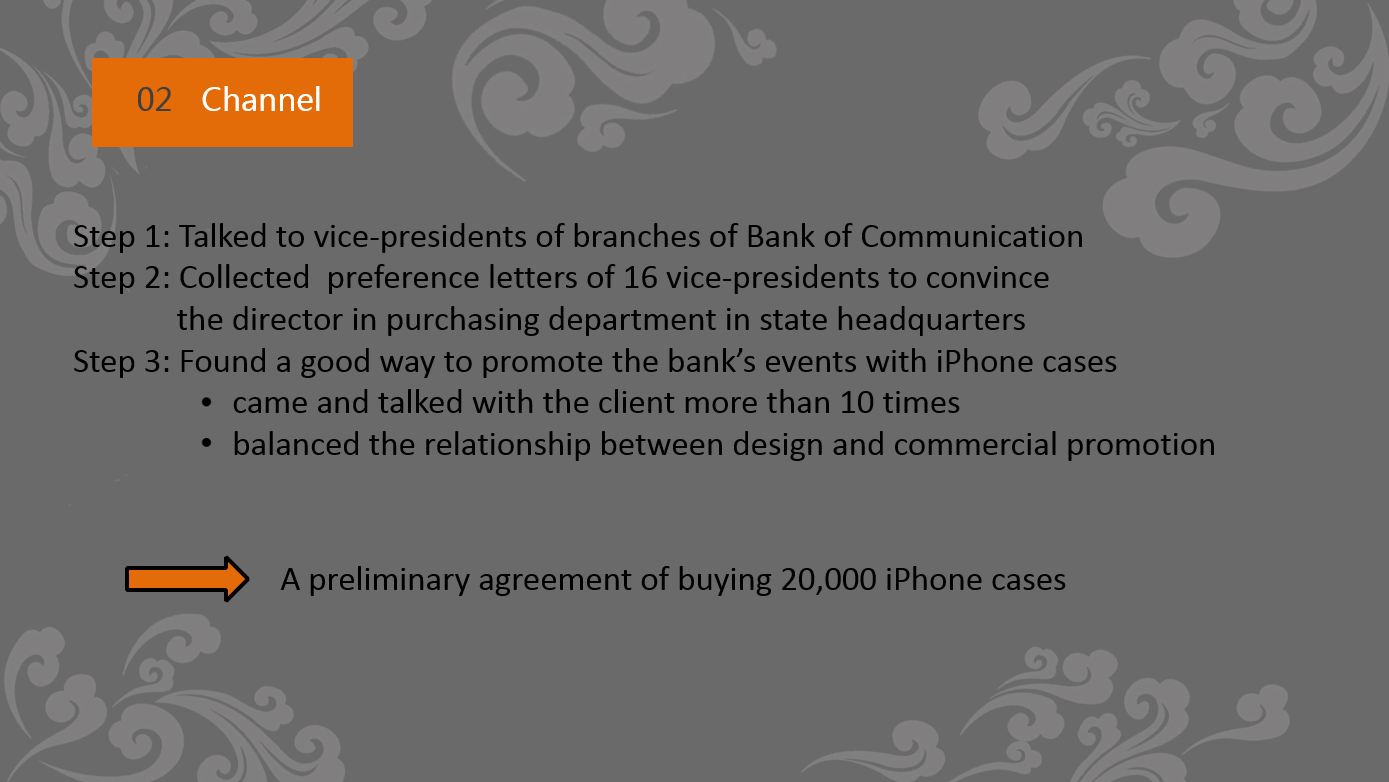 02 Channel
Step 1: Talked to vice-presidents of branches of Bank of Communication
Step 2: Collected  preference letters of 16 vice-presidents to convince
the director in purchasing department in state headquarters
Step 3: Found a good way to promote the bank’s events with iPhone cases
• came and talked with the client more than 10 times
• balanced the relationship between design and commercial promotion
A preliminary agreement of buying 20,000 iPhone cases